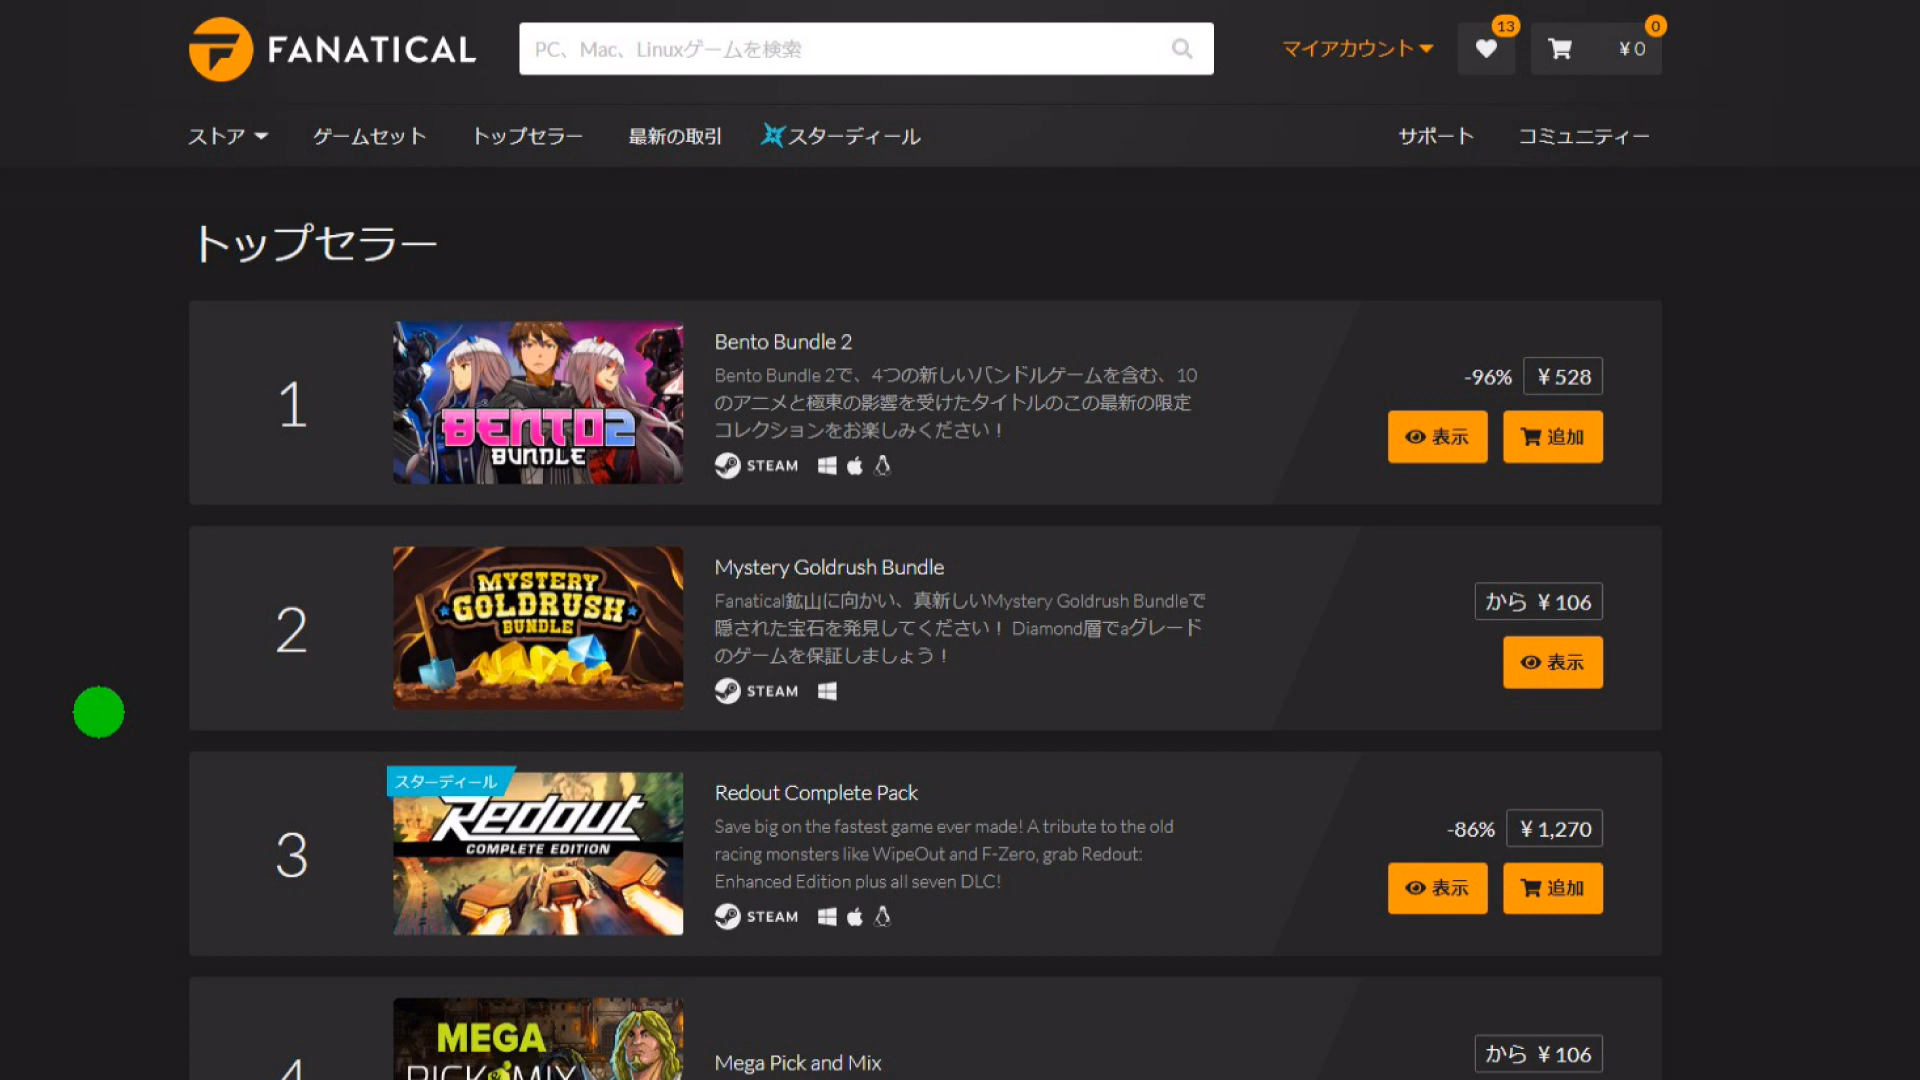 FANATICAL
PC、Mac、Linuxゲームを検索
マイアカウント
13
0
¥ 0
ストア
ゲームセット
トップセラー
最新の取引
スターディール
サポート
コミュニティー
トップセラー
1
BENTO2
BUNDLE
Bento Bundle 2
Bento Bundle 2で、4つの新しいバンドルゲームを含む、10
のアニメと極東の影響を受けたタイトルのこの最新の限定
コレクションをお楽しみください！
STEAM
-96%
¥ 528
表示
追加
2
MYSTERY
GOLDRUSH
BUNDLE
Mystery Goldrush Bundle
Fanatical鉱山に向かい、真新しいMystery Goldrush Bundleで
隠された宝石を発見してください！ Diamond層でaグレード
のゲームを保証しましょう！
STEAM
から ¥ 106
表示
3
スターディール
Redout
COMPLETE EDITION
Redout Complete Pack
Save big on the fastest game ever made! A tribute to the old
racing monsters like WipeOut and F-Zero, grab Redout:
Enhanced Edition plus all seven DLC!
STEAM
-86%
¥ 1,270
表示
追加
4
MEGA
PICK MIX
Mega Pick and Mix
から ¥ 106